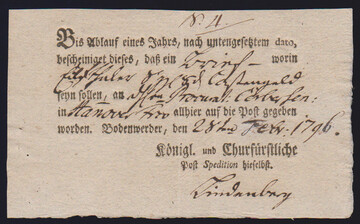 Bis Ablauf eines Jahrs, nach untengesetztem dato,
bescheiniget dieses, daß ein Brief worin
Thaler
seyn sollen, an
in Hannover allhier auf die Post gegeben
worden. Bodenwerder, den 28ten Febr. 1796.
Königl. und Churfürstliche
Post Spedition hieselbst.
Lindenberg